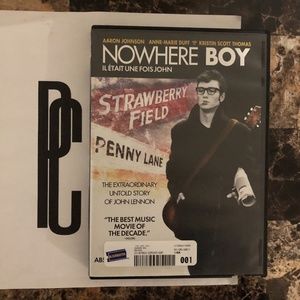 AARON JOHNSON ANNE-MARIE DUFF KRISTIN SCOTT THOMAS
NOWHERE BOY
IL ÉTAIT UNE FOIS JOHN
STRAWBERRY
FIELD
PENNY LANE
THE EXTRAORDINARY
UNTOLD STORY
OF JOHN LENNON
"THE BEST MUSIC
MOVIE OF
THE DECADE."
001
PC